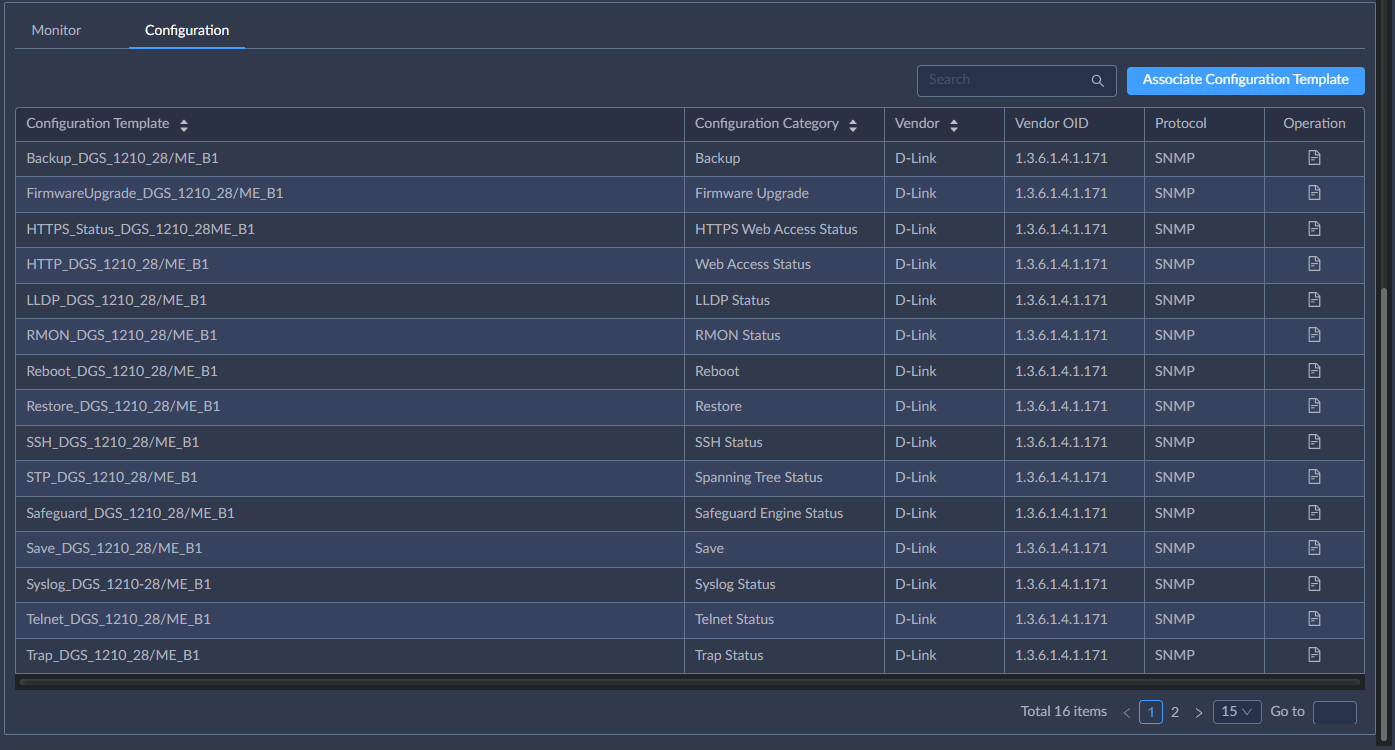 Monitor Configuration
Search Associate Configuration Template
Configuration Template Configuration Category Vendor Vendor OID Protocol Operation
Backup_DGS_1210_28/ME_B1 Backup D-Link 1.3.6.1.4.1.171 SNMP
FirmwareUpgrade_DGS_1210_28/ME_B1 Firmware Upgrade D-Link 1.3.6.1.4.1.171 SNMP
HTTPS_Status_DGS_1210_28ME_B1 HTTPS Web Access Status D-Link 1.3.6.1.4.1.171 SNMP
HTTP_DGS_1210_28/ME_B1 Web Access Status D-Link 1.3.6.1.4.1.171 SNMP
LLDP_DGS_1210_28/ME_B1 LLDP Status D-Link 1.3.6.1.4.1.171 SNMP
RMON_DGS_1210_28/ME_B1 RMON Status D-Link 1.3.6.1.4.1.171 SNMP
Reboot_DGS_1210_28/ME_B1 Reboot D-Link 1.3.6.1.4.1.171 SNMP
Restore_DGS_1210_28/ME_B1 Restore D-Link 1.3.6.1.4.1.171 SNMP
SSH_DGS_1210_28/ME_B1 SSH Status D-Link 1.3.6.1.4.1.171 SNMP
STP_DGS_1210_28/ME_B1 Spanning Tree Status D-Link 1.3.6.1.4.1.171 SNMP
Safeguard_DGS_1210_28/ME_B1 Safeguard Engine Status D-Link 1.3.6.1.4.1.171 SNMP
Save_DGS_1210_28/ME_B1 Save D-Link 1.3.6.1.4.1.171 SNMP
Syslog_DGS_1210-28/ME_B1 Syslog Status D-Link 1.3.6.1.4.1.171 SNMP
Telnet_DGS_1210_28/ME_B1 Telnet Status D-Link 1.3.6.1.4.1.171 SNMP
Trap_DGS_1210_28/ME_B1 Trap Status D-Link 1.3.6.1.4.1.171 SNMP
Total 16 items < 1 2 > 15 Go to